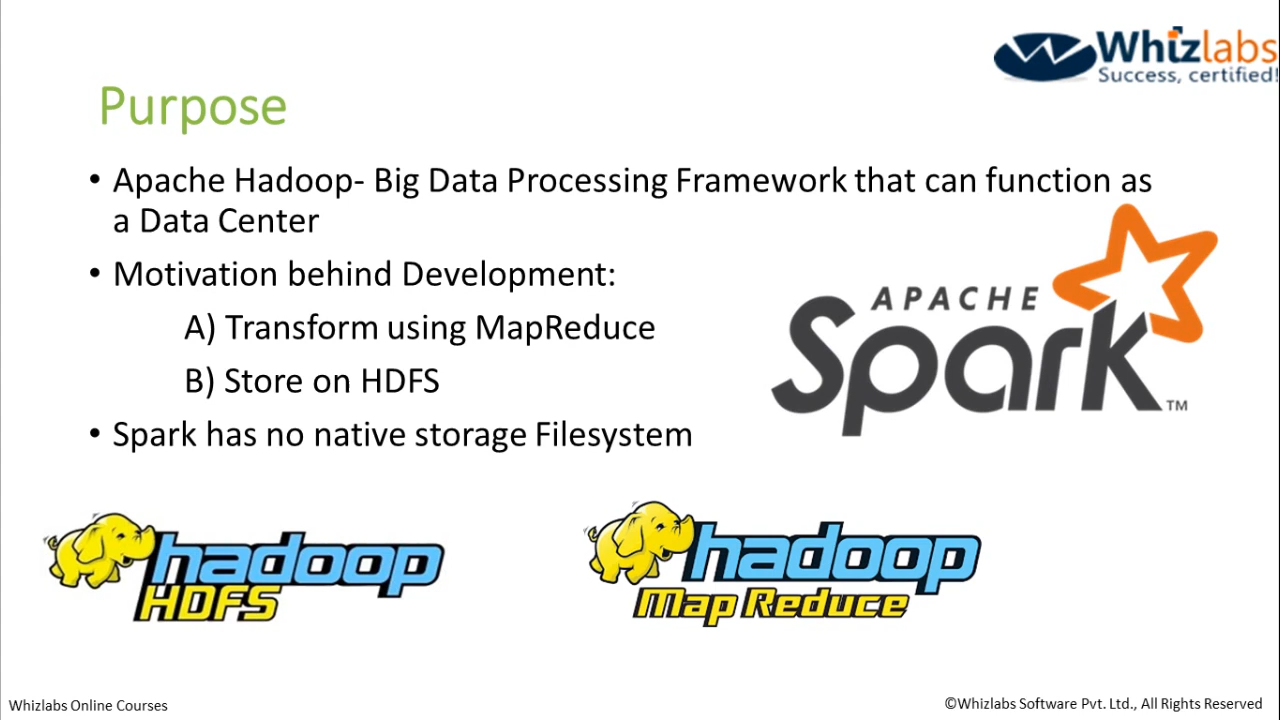 Whizlabs
Success, certified!
Purpose
• Apache Hadoop- Big Data Processing Framework that can function as
a Data Center
• Motivation behind Development:
A) Transform using MapReduce
B) Store on HDFS
• Spark has no native storage Filesystem
APACHE
Spark™
hadoop
HDFS
hadoop
Map Reduce
Whizlabs Online Courses
©Whizlabs Software Pvt. Ltd., All Rights Reserved